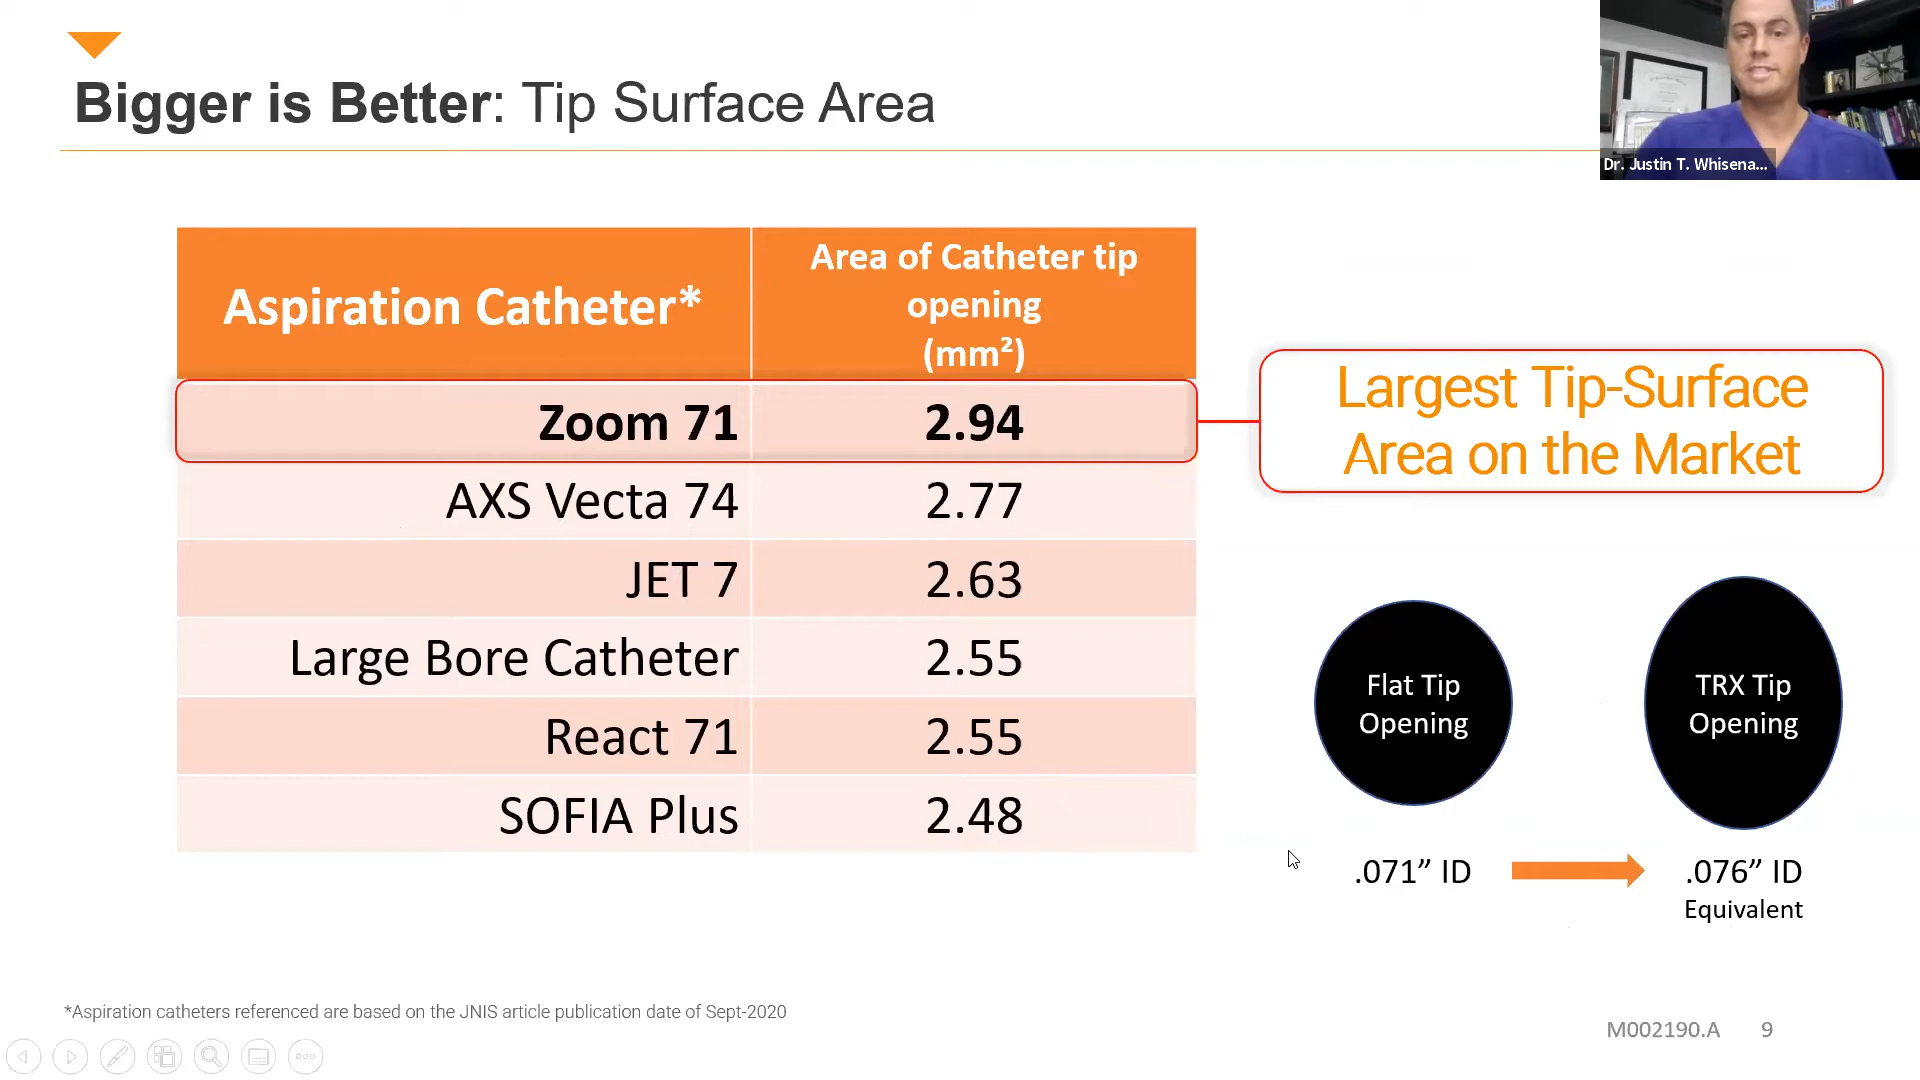 Bigger is Better: Tip Surface Area
Dr. Justin T. Whisena...
Aspiration Catheter*
Area of Catheter tip
opening
(mm²)
Zoom 71
2.94
AXS Vecta 74
2.77
JET 7
2.63
Large Bore Catheter
2.55
React 71
2.55
SOFIA Plus
2.48
Largest Tip-Surface
Area on the Market
Flat Tip
Opening
TRX Tip
Opening
.071” ID
.076” ID
Equivalent
*Aspiration catheters referenced are based on the JNIS article publication date of Sept-2020
M002190.A
9